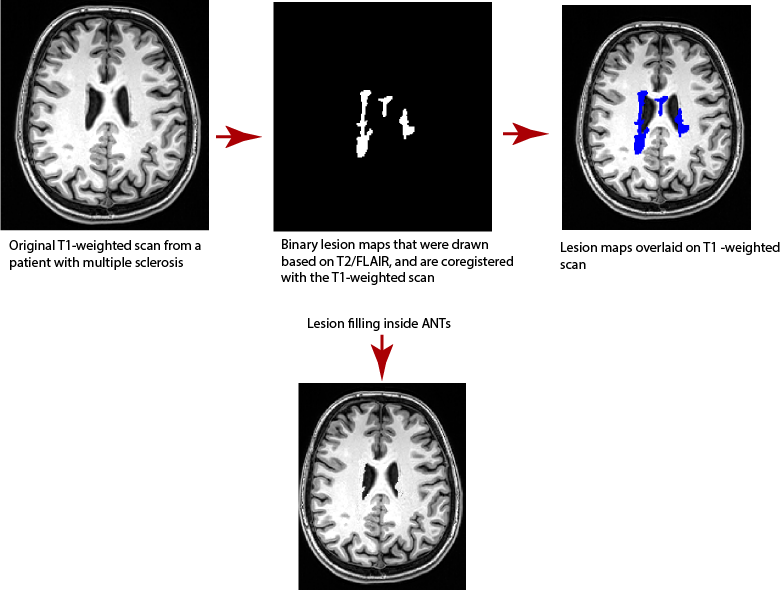 Original T1-weighted scan from a
patient with multiple sclerosis
Binary lesion maps that were drawn
based on T2/FLAIR, and are coregistered
with the T1-weighted scan
Lesion maps overlaid on T1 -weighted
scan
Lesion filling inside ANTs